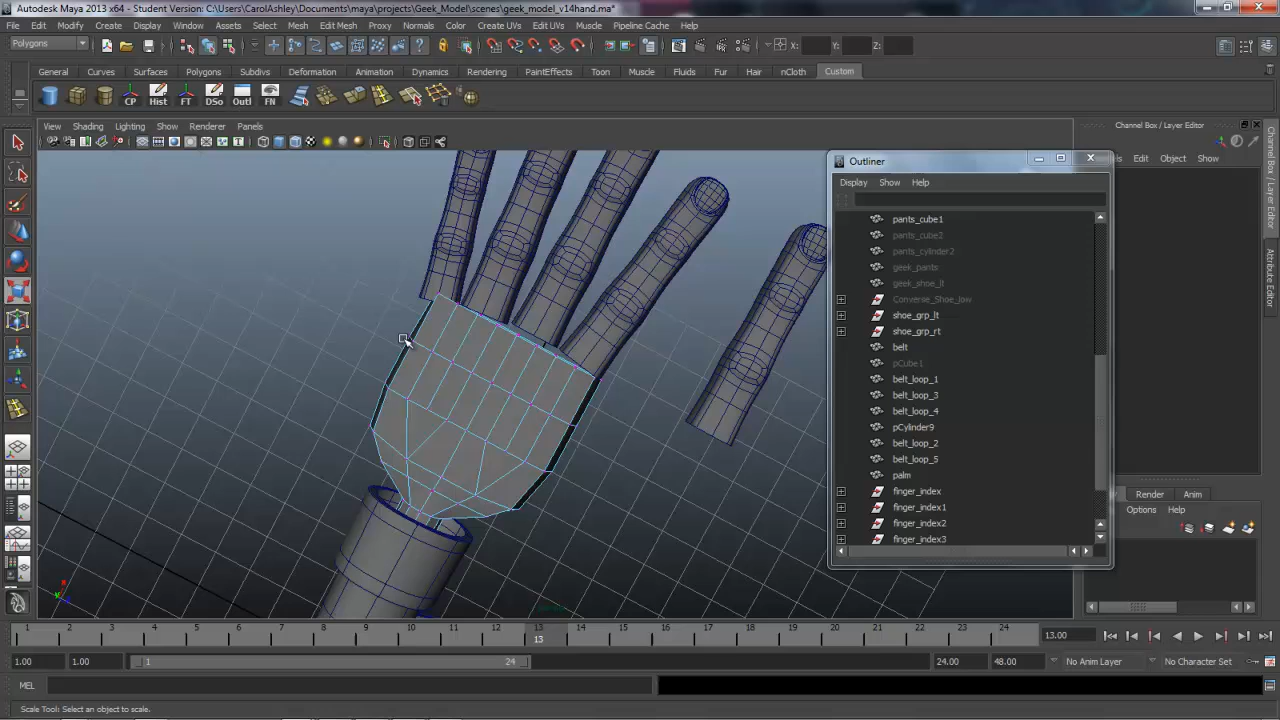 Autodesk Maya 2013 x64 - Student Version: C:\Users\CarolAshley\Documents\maya\projects\Geek_Model\scenes\geek_model_v14hand.ma*
File Edit Modify Create Display Window Assets Select Mesh Edit Mesh Proxy Normals Color Create UVs Edit UVs Muscle Pipeline Cache Help
Polygons X: Y: Z:
General Curves Surfaces Polygons Subdivs Deformation Animation Dynamics Rendering PaintEffects Toon Muscle Fluids Fur Hair nCloth Custom
CP Hist FT DSo Outl FN
View Shading Lighting Show Renderer Panels
Channel Box / Layer Editor
Edit Object Show
Channel Box / Layer Editor
Attribute Editor
Outliner
Display Show Help
pants_cube1
pants_cube2
pants_cylinder2
geek_pants
geek_shoe_lt
Converse_Shoe_low
shoe_grp_lt
shoe_grp_rt
belt
pCube1
belt_loop_1
belt_loop_3
belt_loop_4
pCylinder9
belt_loop_2
belt_loop_5
palm
finger_index
finger_index1
finger_index2
finger_index3
Render Anim
Options Help
1 2 3 4 5 6 7 8 9 10 11 12 13 14 15 16 17 18 19 20 21 22 23 24
13
13.00
1.00 1.00 1 24 24.00 48.00 No Anim Layer No Character Set
MEL
Scale Tool: Select an object to scale.